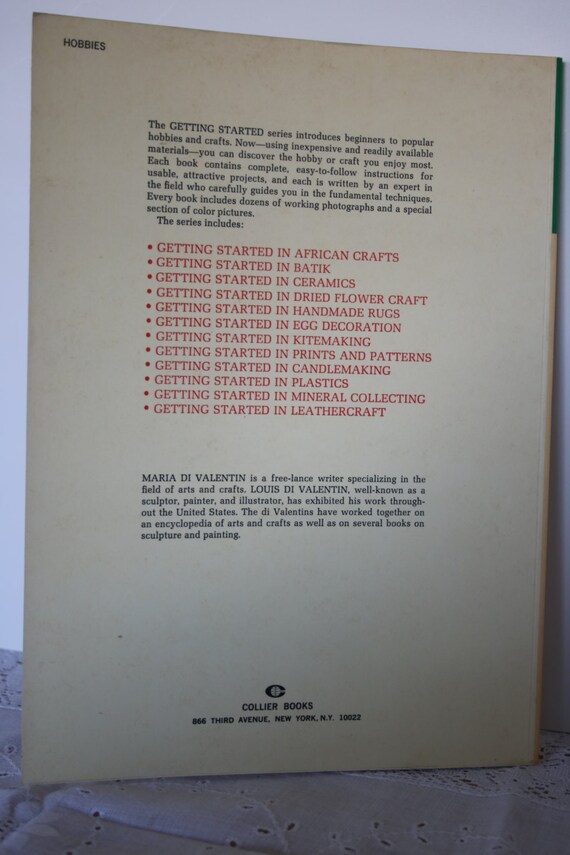 HOBBIES
The GETTING STARTED series introduces beginners to popular
hobbies and crafts. Now—using inexpensive and readily available
materials—you can discover the hobby or craft you enjoy most.
Each book contains complete, easy-to-follow instructions for
usable, attractive projects, and each is written by an expert in
the field who carefully guides you in the fundamental techniques.
Every book includes dozens of working photographs and a special
section of color pictures.
The series includes:
• GETTING STARTED IN AFRICAN CRAFTS
• GETTING STARTED IN BATIK
• GETTING STARTED IN CERAMICS
• GETTING STARTED IN DRIED FLOWER CRAFT
• GETTING STARTED IN HANDMADE RUGS
• GETTING STARTED IN EGG DECORATION
• GETTING STARTED IN KITEMAKING
• GETTING STARTED IN PRINTS AND PATTERNS
• GETTING STARTED IN CANDLEMAKING
• GETTING STARTED IN PLASTICS
• GETTING STARTED IN MINERAL COLLECTING
• GETTING STARTED IN LEATHERCRAFT
MARIA DI VALENTIN is a free-lance writer specializing in the
field of arts and crafts. LOUIS DI VALENTIN, well-known as a
sculptor, painter, and illustrator, has exhibited his work through-
out the United States. The di Valentins have worked together on
an encyclopedia of arts and crafts as well as on several books on
sculpture and painting.
COLLIER BOOKS
866 THIRD AVENUE, NEW YORK, N.Y. 10022